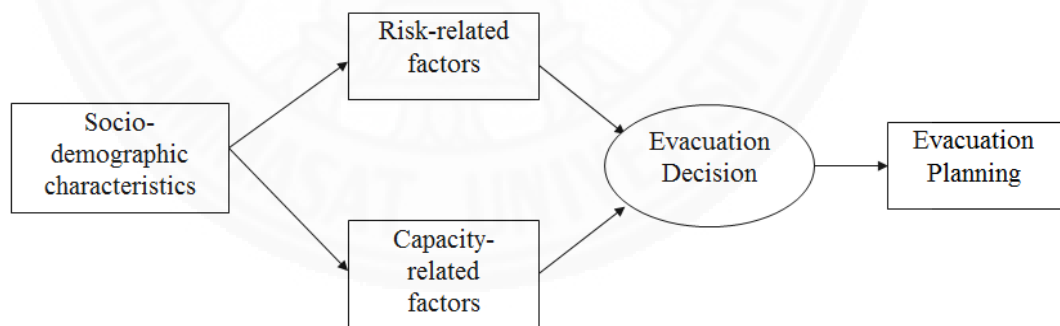 Risk-related
factors
Socio-
demographic
characteristics
Evacuation
Decision
Evacuation
Planning
Capacity-
related
factors